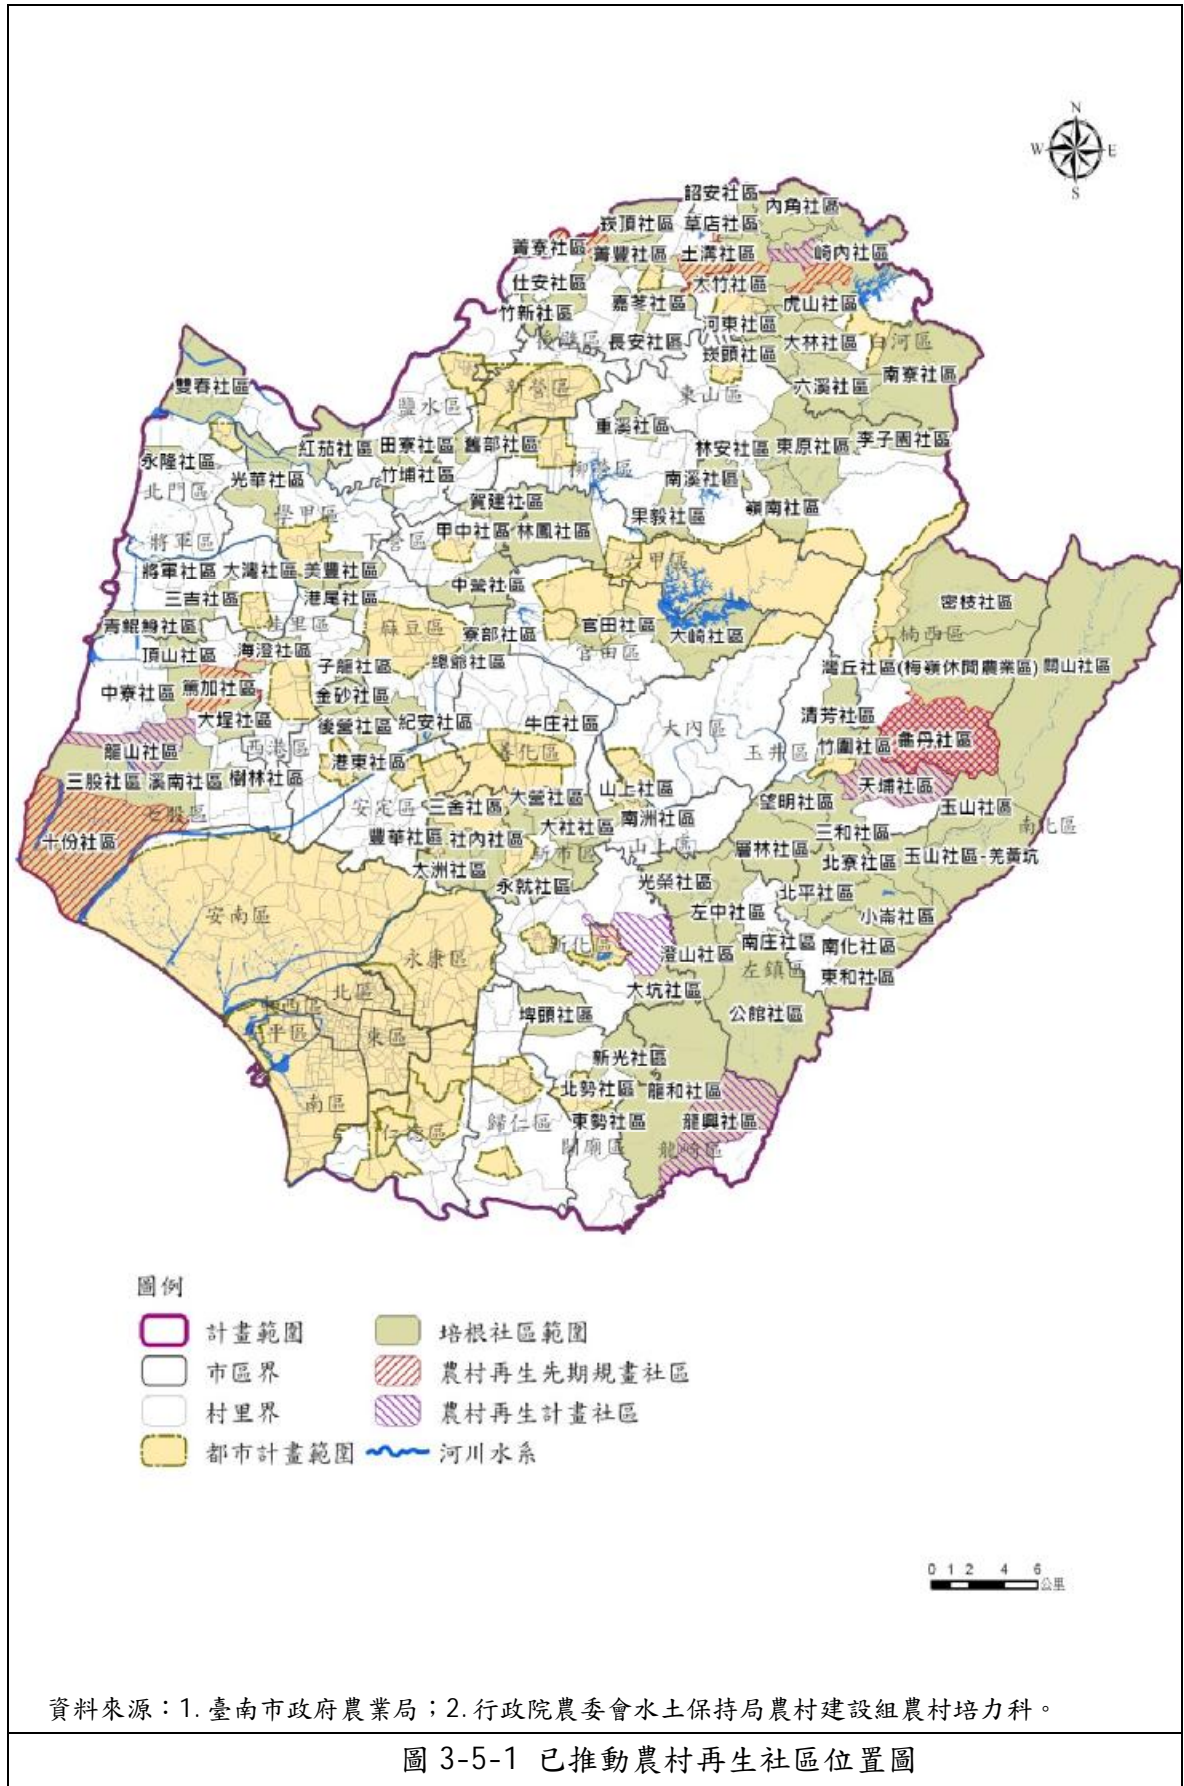 N
W E
S
韶安社區
內角社區
崁頂社區 草店社區
菁寮社區 菁豐社區 土溝社區 崎內社區
仕安社區 大竹社區
嘉苳社區 虎山社區
竹新社區 河東社區
後壁區 長安社區 大林社區 白河區
崁頭社區
新營區 六溪社區 南寮社區
雙春社區 鹽水區 東山區
重溪社區
紅茄社區 田寮社區 舊部社區 林安社區 東原社區 李子園社區
永隆社區 光華社區 竹埔社區 柳營區 南溪社區
北門區 賀建社區
學甲區 果毅社區 嶺南社區
將軍區 下營區 甲中社區 林鳳社區
六甲區
將軍社區 大灣社區 美豐社區 中營社區
三吉社區 港尾社區 密枝社區
青鯤鯓社區 佳里區 麻豆區 寮部社區 官田社區 大崎社區 楠西區
頂山社區 海澄社區 子龍社區 總爺社區 官田區 灣丘社區(梅嶺休閒農業區) 關山社區
中寮社區 篤加社區 金砂社區
大埕社區 後營社區 紀安社區 牛庄社區 大內區 清芳社區
龍山社區 西港區 港東社區 善化區 玉井區 竹圍社區 龜丹社區
三股社區 溪南社區 樹林社區 山上社區 天埔社區
七股區 安定區 三舍社區 大營社區 望明社區 玉山社區
十份社區 豐華社區 社內社區 大社社區 南洲社區 三和社區 南化區
新市區 山上區 層林社區 北寮社區 玉山社區-羌黃坑
太洲社區 永就社區 光榮社區 北平社區
安南區 左中社區 小崙社區
永康區 新化區 澄山社區 南庄社區 南化社區
北區 左鎮區 東和社區
中西區 大坑社區
平區 東區 埤頭社區 公館社區
新光社區
南區 北勢社區 龍和社區
仁德區 歸仁區 東勢社區 龍興社區
關廟區 龍崎區
圖例
計畫範圍 培根社區範圍
市區界 農村再生先期規畫社區
村里界 農村再生計畫社區
都市計畫範圍 河川水系
0 1 2 4 6
公里
資料來源：1.臺南市政府農業局；2.行政院農委會水土保持局農村建設組農村培力科。
圖 3-5-1 已推動農村再生社區位置圖